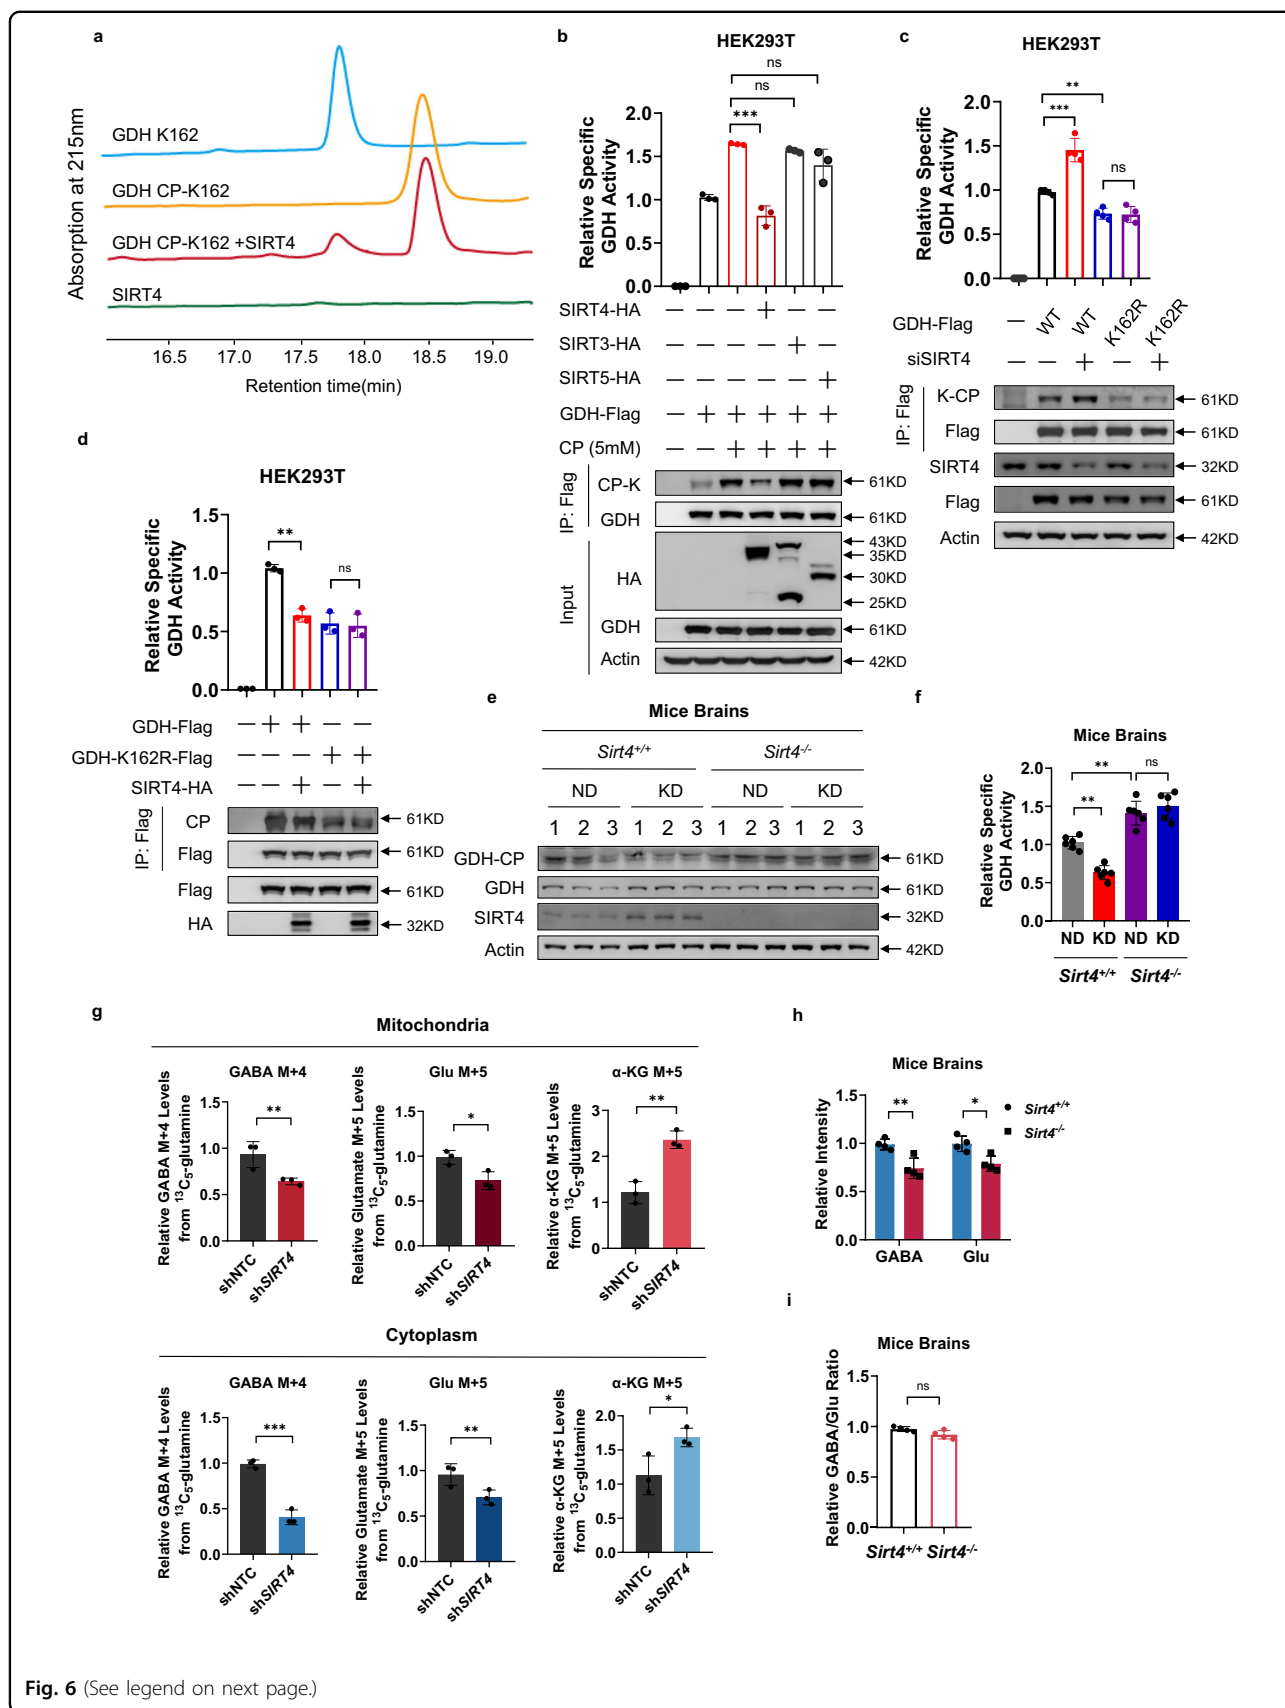 a
Absorption at 215nm
GDH K162
GDH CP-K162
GDH CP-K162 +SIRT4
SIRT4
16.5 17.0 17.5 18.0 18.5 19.0
Retention time(min)
b
HEK293T
ns
ns
***
Relative Specific
GDH Activity
2.0
1.5
1.0
0.5
0.0
SIRT4-HA — — — + — —
SIRT3-HA — — — — + —
SIRT5-HA — — — — — +
GDH-Flag — + + + + +
CP (5mM) — — + + + +
IP: Flag
CP-K 61KD
GDH 61KD
Input
HA
43KD
35KD
30KD
25KD
GDH 61KD
Actin 42KD
c
HEK293T
**
***
ns
Relative Specific
GDH Activity
2.0
1.5
1.0
0.5
0.0
GDH-Flag — WT WT K162R K162R
siSIRT4 — — + — +
IP: Flag
K-CP 61KD
Flag 61KD
SIRT4 32KD
Flag 61KD
Actin 42KD
d
HEK293T
**
ns
Relative Specific
GDH Activity
1.5
1.0
0.5
0.0
GDH-Flag — + + — —
GDH-K162R-Flag — — — + +
SIRT4-HA — — + — +
IP: Flag
CP 61KD
Flag 61KD
Flag 61KD
HA 32KD
e
Mice Brains
Sirt4+/+ Sirt4-/-
ND KD ND KD
1 2 3 1 2 3 1 2 3 1 2 3
GDH-CP 61KD
GDH 61KD
SIRT4 32KD
Actin 42KD
f
Mice Brains
** ns
**
Relative Specific
GDH Activity
2.0
1.5
1.0
0.5
0.0
ND KD ND KD
Sirt4+/+ Sirt4-/-
g
Mitochondria
GABA M+4
Relative GABA M+4 Levels
from 13C5-glutamine
1.5
1.0
0.5
0.0
**
shNTC
shSIRT4
Glu M+5
Relative Glutamate M+5 Levels
from 13C5-glutamine
1.5
1.0
0.5
0.0
*
shNTC
shSIRT4
α-KG M+5
Relative α-KG M+5 Levels
from 13C5-glutamine
3
2
1
0
**
shNTC
shSIRT4
Cytoplasm
GABA M+4
Relative GABA M+4 Levels
from 13C5-glutamine
1.5
1.0
0.5
0.0
***
shNTC
shSIRT4
Glu M+5
Relative Glutamate M+5 Levels
from 13C5-glutamine
1.5
1.0
0.5
0.0
**
shNTC
shSIRT4
α-KG M+5
Relative α-KG M+5 Levels
from 13C5-glutamine
2.0
1.5
1.0
0.5
0.0
*
shNTC
shSIRT4
h
Mice Brains
Relative Intensity
1.5
1.0
0.5
0.0
** *
Sirt4+/+
Sirt4-/-
GABA Glu
i
Mice Brains
Relative GABA/Glu Ratio
1.5
1.0
0.5
0.0
ns
Sirt4+/+ Sirt4-/-
Fig. 6 (See legend on next page.)